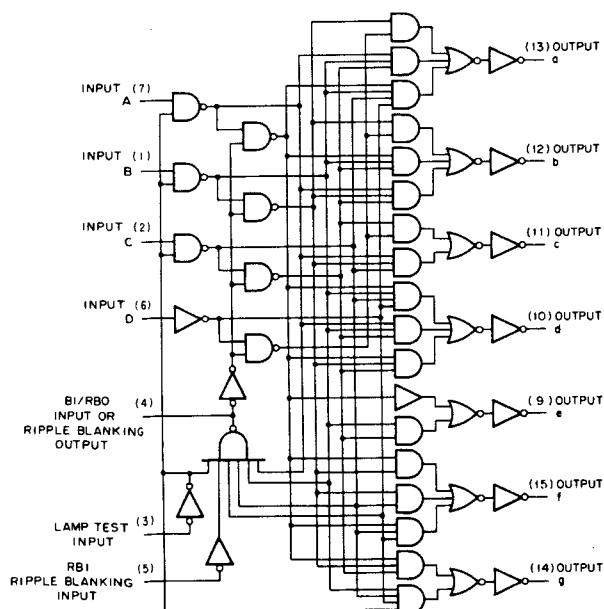 INPUT (7)
A
INPUT (1)
B
INPUT (2)
C
INPUT (6)
D
BI/RBO (4)
INPUT OR
RIPPLE BLANKING
OUTPUT
LAMP TEST (3)
INPUT
RBI (5)
RIPPLE BLANKING
INPUT
(13) OUTPUT
a
(12) OUTPUT
b
(11) OUTPUT
c
(10) OUTPUT
d
(9) OUTPUT
e
(15) OUTPUT
f
(14) OUTPUT
g